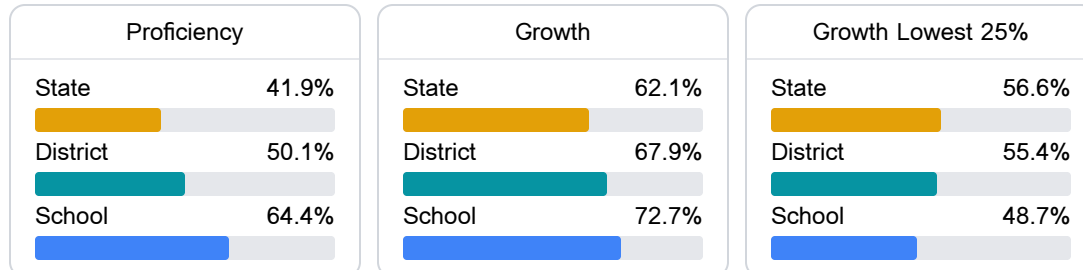 Proficiency
State 41.9%
District 50.1%
School 64.4%
Growth
State 62.1%
District 67.9%
School 72.7%
Growth Lowest 25%
State 56.6%
District 55.4%
School 48.7%